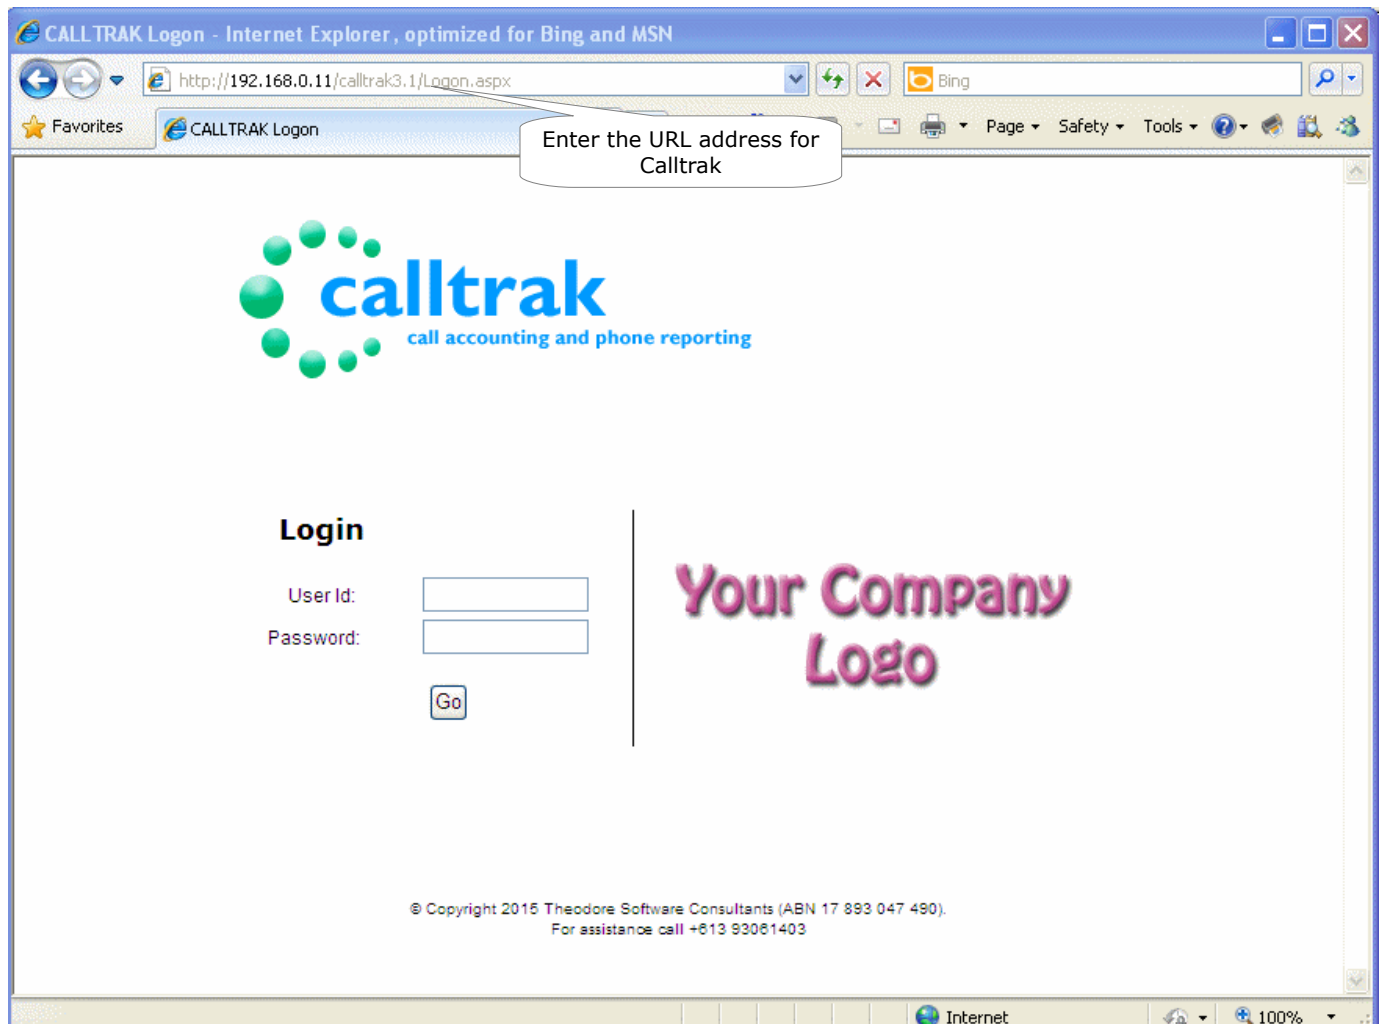 CALLTRAK Logon - Internet Explorer, optimized for Bing and MSN
http://192.168.0.11/calltrak3.1/Logon.aspx
Bing
Favorites
CALLTRAK Logon
Page
Safety
Tools
Enter the URL address for
Calltrak
calltrak
call accounting and phone reporting
Login
User Id:
Password:
Go
Your Company
Logo
© Copyright 2015 Theodore Software Consultants (ABN 17 893 047 490).
For assistance call +613 93061403
Internet
100%